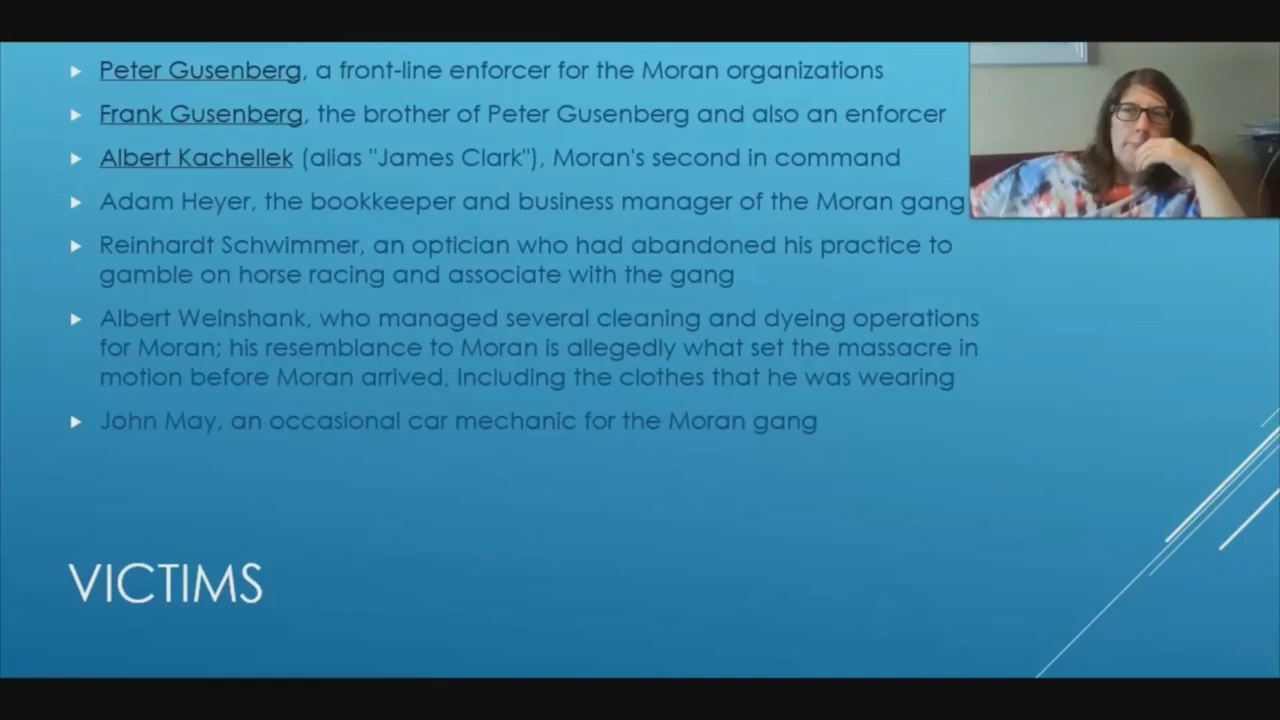 Peter Gusenberg, a front-line enforcer for the Moran organizations
Frank Gusenberg, the brother of Peter Gusenberg and also an enforcer
Albert Kachellek (alias "James Clark"), Moran's second in command
Adam Heyer, the bookkeeper and business manager of the Moran gang
Reinhardt Schwimmer, an optician who had abandoned his practice to
gamble on horse racing and associate with the gang
Albert Weinshank, who managed several cleaning and dyeing operations
for Moran; his resemblance to Moran is allegedly what set the massacre in
motion before Moran arrived, including the clothes that he was wearing
John May, an occasional car mechanic for the Moran gang
VICTIMS